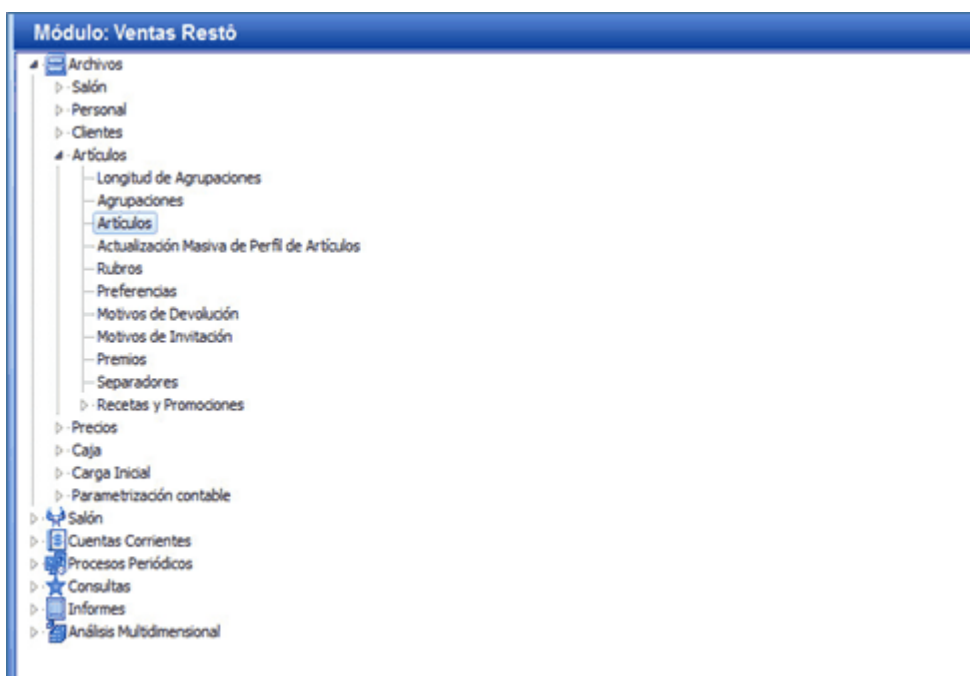 Módulo: Ventas Restô
Archivos
Salón
Personal
Clientes
Artículos
Longitud de Agrupaciones
Agrupaciones
Artículos
Actualización Masiva de Perfil de Artículos
Rubros
Preferencias
Motivos de Devolución
Motivos de Invitación
Premios
Separadores
Recetas y Promociones
Precios
Caja
Carga Inicial
Parametrización contable
Salón
Cuentas Corrientes
Procesos Periódicos
Consultas
Informes
Análisis Multidimensional